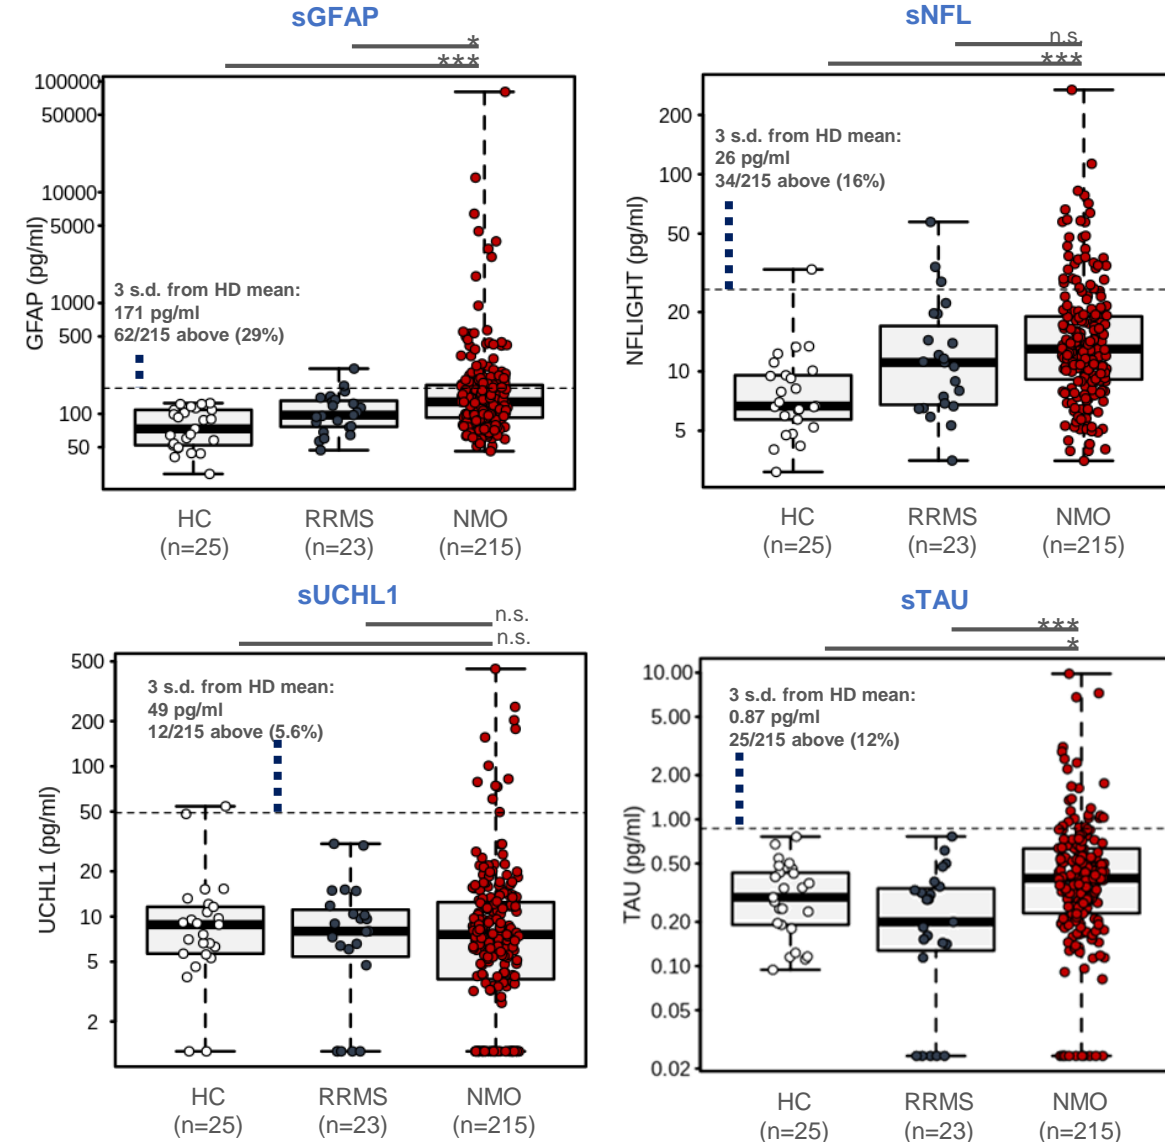 sGFAP
*
***
100000
50000
10000
5000
1000
500
100
50
GFAP (pg/ml)
3 s.d. from HD mean:
171 pg/ml
62/215 above (29%)
HC
(n=25)
RRMS
(n=23)
NMO
(n=215)
sNFL
n.s.
***
200
100
50
20
10
5
NFLIGHT (pg/ml)
3 s.d. from HD mean:
26 pg/ml
34/215 above (16%)
HC
(n=25)
RRMS
(n=23)
NMO
(n=215)
sUCHL1
n.s.
n.s.
500
200
100
50
20
10
5
2
UCHL1 (pg/ml)
3 s.d. from HD mean:
49 pg/ml
12/215 above (5.6%)
HC
(n=25)
RRMS
(n=23)
NMO
(n=215)
sTAU
***
*
10.00
5.00
2.00
1.00
0.50
0.20
0.10
0.05
0.02
TAU (pg/ml)
3 s.d. from HD mean:
0.87 pg/ml
25/215 above (12%)
HC
(n=25)
RRMS
(n=23)
NMO
(n=215)